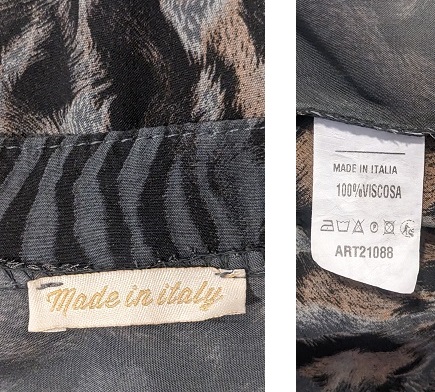 Made in italy
MADE IN ITALIA
100%VISCOSA
ART21088